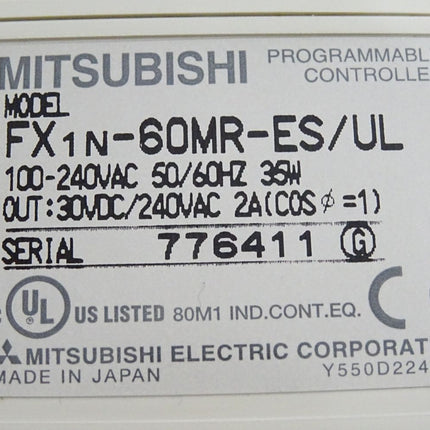 MITSUBISHI PROGRAMMABLE
CONTROLLE
MODEL
FX1N-60MR-ES/UL
100-240VAC 50/60HZ 35W
OUT:30VDC/240VAC 2A(COSφ=1)
SERIAL 776411 G
C UL US LISTED 80M1 IND.CONT.EQ. C
MITSUBISHI ELECTRIC CORPORAT
MADE IN JAPAN Y550D224